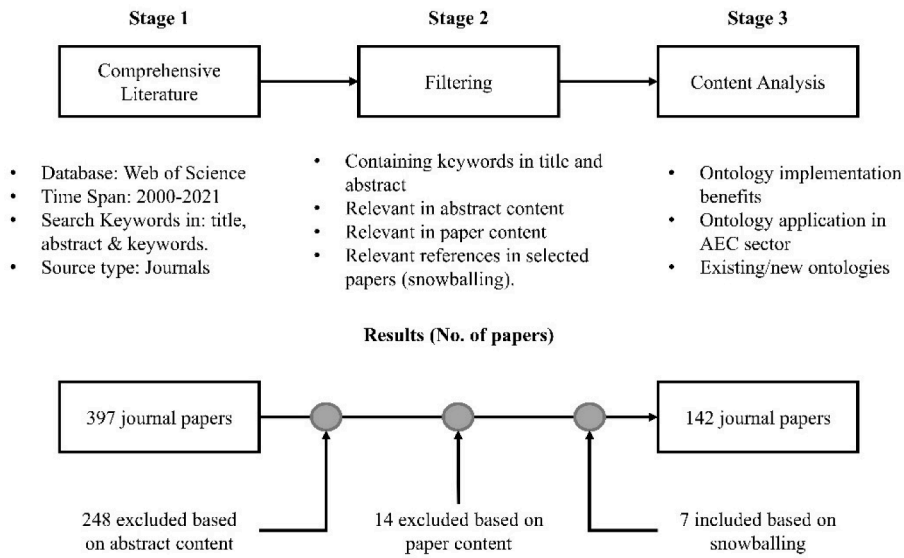 Stage 1
Stage 2
Stage 3
Comprehensive
Literature
Filtering
Content Analysis
• Database: Web of Science
• Time Span: 2000-2021
• Search Keywords in: title,
abstract & keywords.
• Source type: Journals
• Containing keywords in title and
abstract
• Relevant in abstract content
• Relevant in paper content
• Relevant references in selected
papers (snowballing).
• Ontology implementation
benefits
• Ontology application in
AEC sector
• Existing/new ontologies
Results (No. of papers)
397 journal papers
142 journal papers
248 excluded based
on abstract content
14 excluded based on
paper content
7 included based on
snowballing